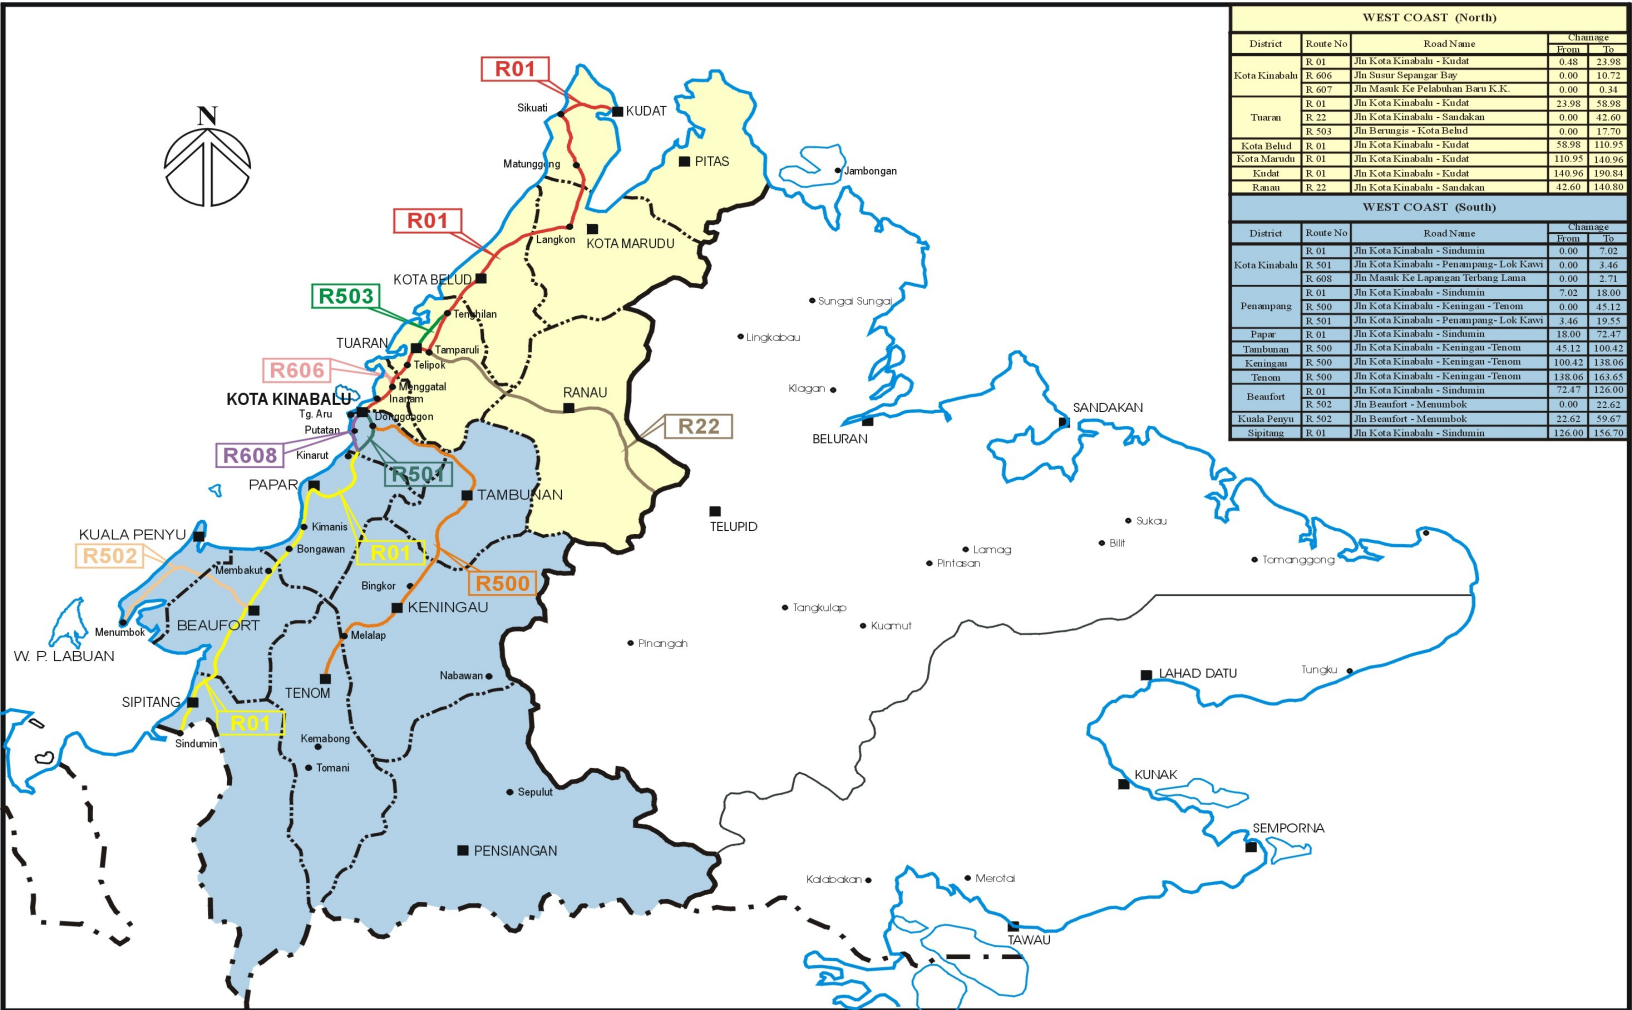 WEST COAST (North)
District Route No Road Name Chainage From To
Kota Kinabalu R 01 Jln Kota Kinabalu - Kudat 0.48 23.98
R 606 Jln Susur Sepangar Bay 0.00 10.72
R 607 Jln Masuk Ke Pelabuhan Baru K.K. 0.00 0.34
Tuaran R 01 Jln Kota Kinabalu - Kudat 23.98 58.98
R 22 Jln Kota Kinabalu - Sandakan 0.00 42.60
R 503 Jln Berungis - Kota Belud 0.00 17.70
Kota Belud R 01 Jln Kota Kinabalu - Kudat 58.98 110.95
Kota Marudu R 01 Jln Kota Kinabalu - Kudat 110.95 140.96
Kudat R 01 Jln Kota Kinabalu - Kudat 140.96 190.84
Ranau R 22 Jln Kota Kinabalu - Sandakan 42.60 140.80
WEST COAST (South)
District Route No Road Name Chainage From To
Kota Kinabalu R 01 Jln Kota Kinabalu - Sindumin 0.00 7.02
R 501 Jln Kota Kinabalu - Penampang- Lok Kawi 0.00 3.46
R 608 Jln Masuk Ke Lapangan Terbang Lama 0.00 2.71
Penampang R 01 Jln Kota Kinabalu - Sindumin 7.02 18.00
R 500 Jln Kota Kinabalu - Keningan - Tenom 0.00 45.12
R 501 Jln Kota Kinabalu - Penampang- Lok Kawi 3.46 19.55
Papar R 01 Jln Kota Kinabalu - Sindumin 18.00 72.47
Tambunan R 500 Jln Kota Kinabalu - Keningau -Tenom 45.12 100.42
Keningau R 500 Jln Kota Kinabalu - Keningau -Tenom 100.42 138.06
Tenom R 500 Jln Kota Kinabalu - Keningau -Tenom 138.06 163.65
Beaufort R 01 Jln Kota Kinabalu - Sindumin 72.47 126.00
R 502 Jln Beaufort - Menumbok 0.00 22.62
Kuala Penyu R 502 Jln Beaufort - Menumbok 22.62 59.67
Sipitang R 01 Jln Kota Kinabalu - Sindumin 126.00 156.70
N
R01
Sikuati
KUDAT
Matunggong
PITAS
Jambongan
R01
Langkon
KOTA MARUDU
KOTA BELUD
R503
Tenghilan
Sungai Sungai
Lingkabau
TUARAN
Tamparuli
Telipok
R606
Menggatal
Inanam
KOTA KINABALU
RANAU
Klagan
Tg. Aru
Donggongon
Putatan
R22
SANDAKAN
BELURAN
Kinarut
R608
R501
PAPAR
TAMBUNAN
TELUPID
Kimanis
Sukau
KUALA PENYU
R502
Bongawan
R01
Lamag
Bilit
Pintasan
Tomanggong
Membakut
Bingkor
R500
BEAUFORT
KENINGAU
Tangkulap
Menumbok
Melalap
Kuamut
Pinangah
W. P. LABUAN
TENOM
Nabawan
LAHAD DATU
Tungku
SIPITANG
R01
Sindumin
Kemabong
Tomani
KUNAK
Sepulut
SEMPORNA
PENSIANGAN
Kalabakan
Merotai
TAWAU